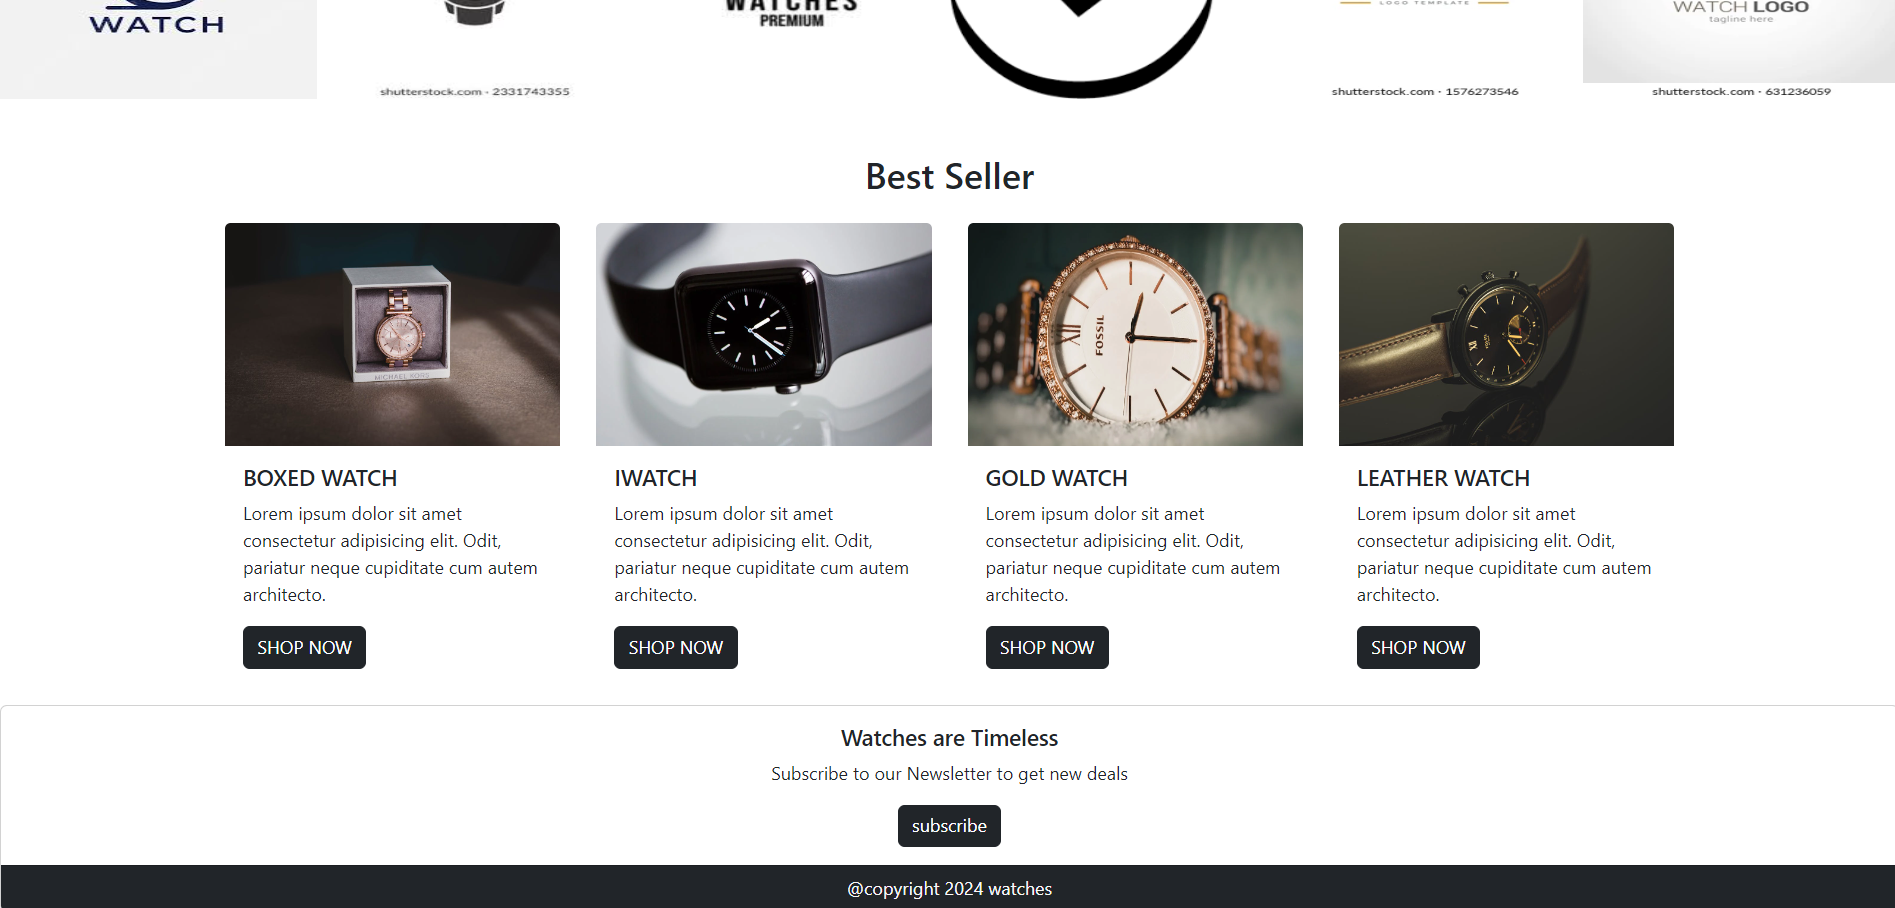 WATCH
WATCHES
PREMIUM
LOGO TEMPLATE
WATCH LOGO
tagline here
shutterstock.com · 2331743355
shutterstock.com · 1576273546
shutterstock.com · 631236059
Best Seller
MICHAEL KORS
FOSSIL
BOXED WATCH
Lorem ipsum dolor sit amet
consectetur adipisicing elit. Odit,
pariatur neque cupiditate cum autem
architecto.
SHOP NOW
IWATCH
Lorem ipsum dolor sit amet
consectetur adipisicing elit. Odit,
pariatur neque cupiditate cum autem
architecto.
SHOP NOW
GOLD WATCH
Lorem ipsum dolor sit amet
consectetur adipisicing elit. Odit,
pariatur neque cupiditate cum autem
architecto.
SHOP NOW
LEATHER WATCH
Lorem ipsum dolor sit amet
consectetur adipisicing elit. Odit,
pariatur neque cupiditate cum autem
architecto.
SHOP NOW
Watches are Timeless
Subscribe to our Newsletter to get new deals
subscribe
@copyright 2024 watches